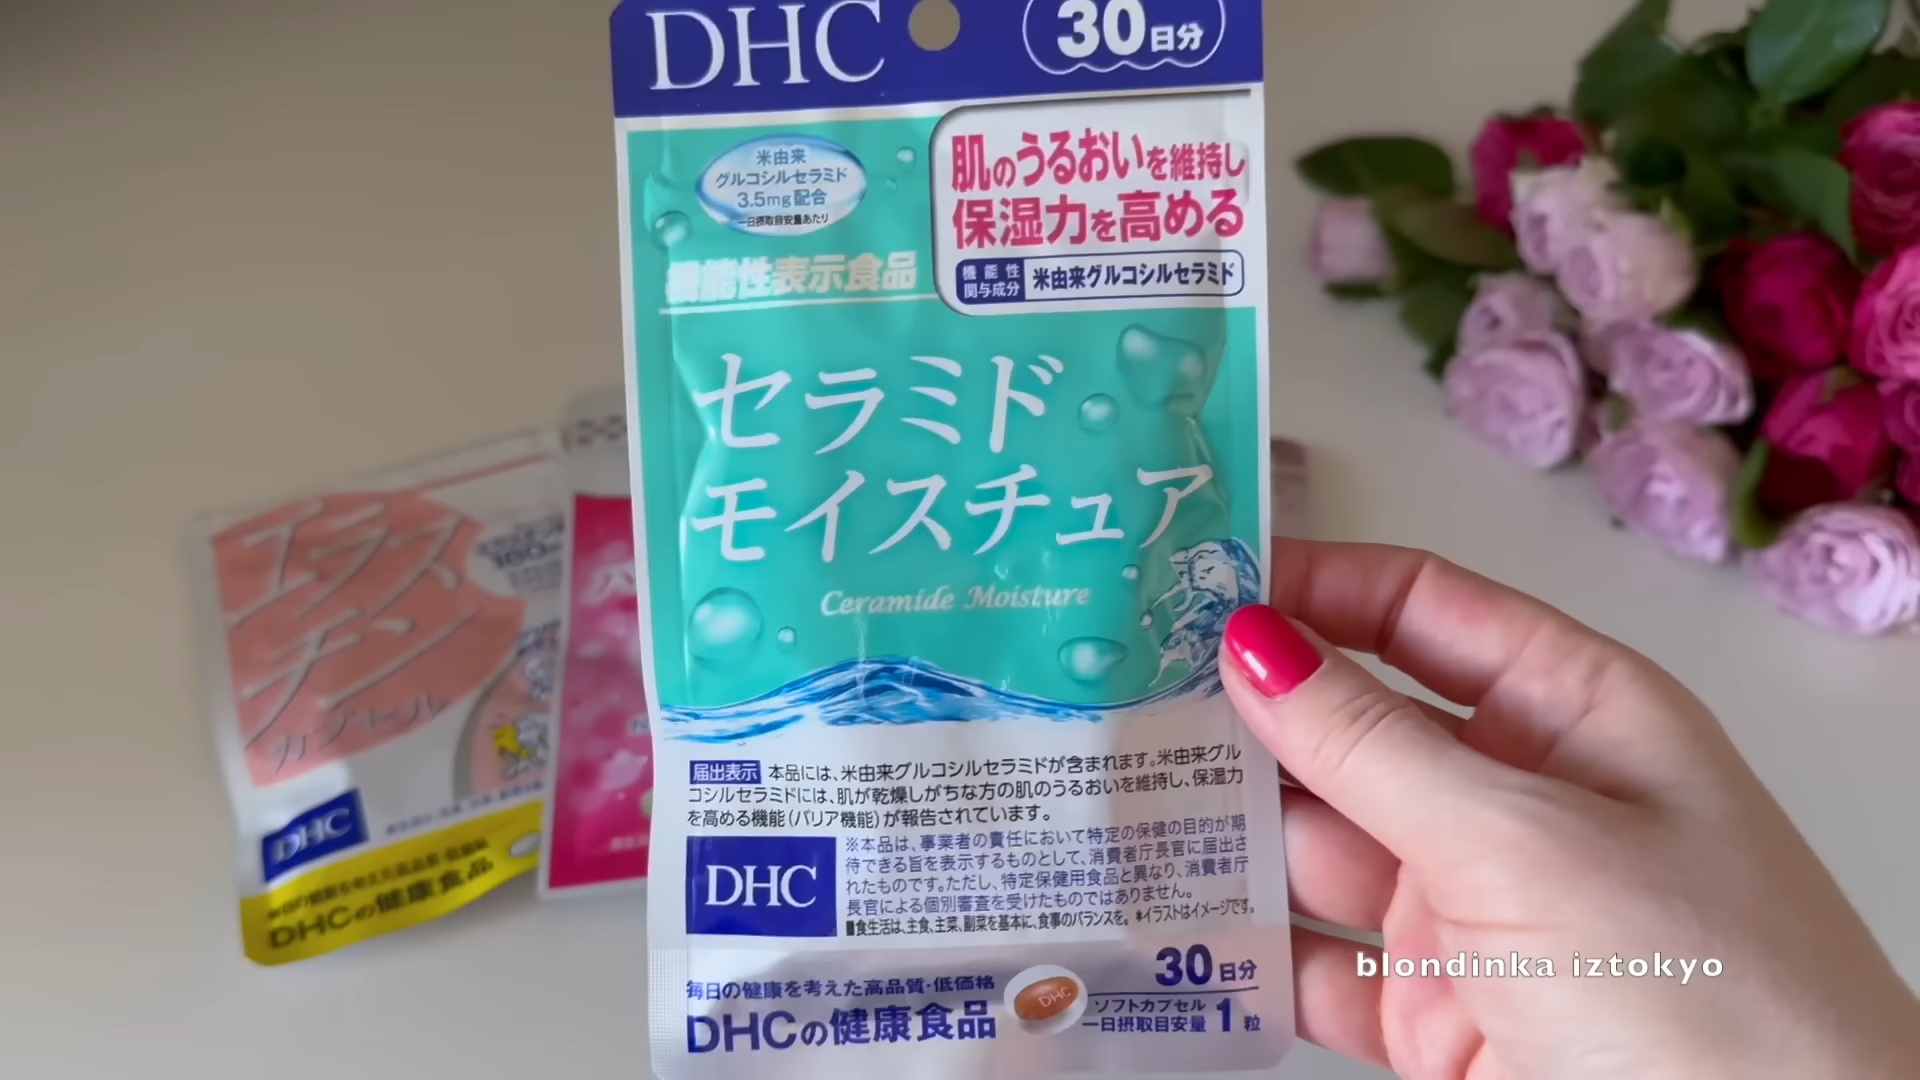 DHC
30日分
米由来
グルコシルセラミド
3.5mg配合
一日摂取目安量あたり
肌のうるおいを維持し
保湿力を高める
機能性表示食品
機能性
関与成分
米由来グルコシルセラミド
セラミド
モイスチュア
Ceramide Moisture
届出表示 本品には、米由来グルコシルセラミドが含まれます。米由来グル
コシルセラミドには、肌が乾燥しがちな方の肌のうるおいを維持し、保湿力
を高める機能(バリア機能)が報告されています。
DHC
※本品は、事業者の責任において特定の保健の目的が期
待できる旨を表示するものとして、消費者庁長官に届出さ
れたものです。ただし、特定保健用食品と異なり、消費者庁
長官による個別審査を受けたものではありません。
■食生活は、主食、主菜、副菜を基本に、食事のバランスを。 *イラストはイメージです。
毎日の健康を考えた高品質・低価格
DHCの健康食品
DHC
30日分
ソフトカプセル
一日摂取目安量 1粒
エラス
チン
カプセル
DHC
DHCの健康食品
blondinka iztokyo